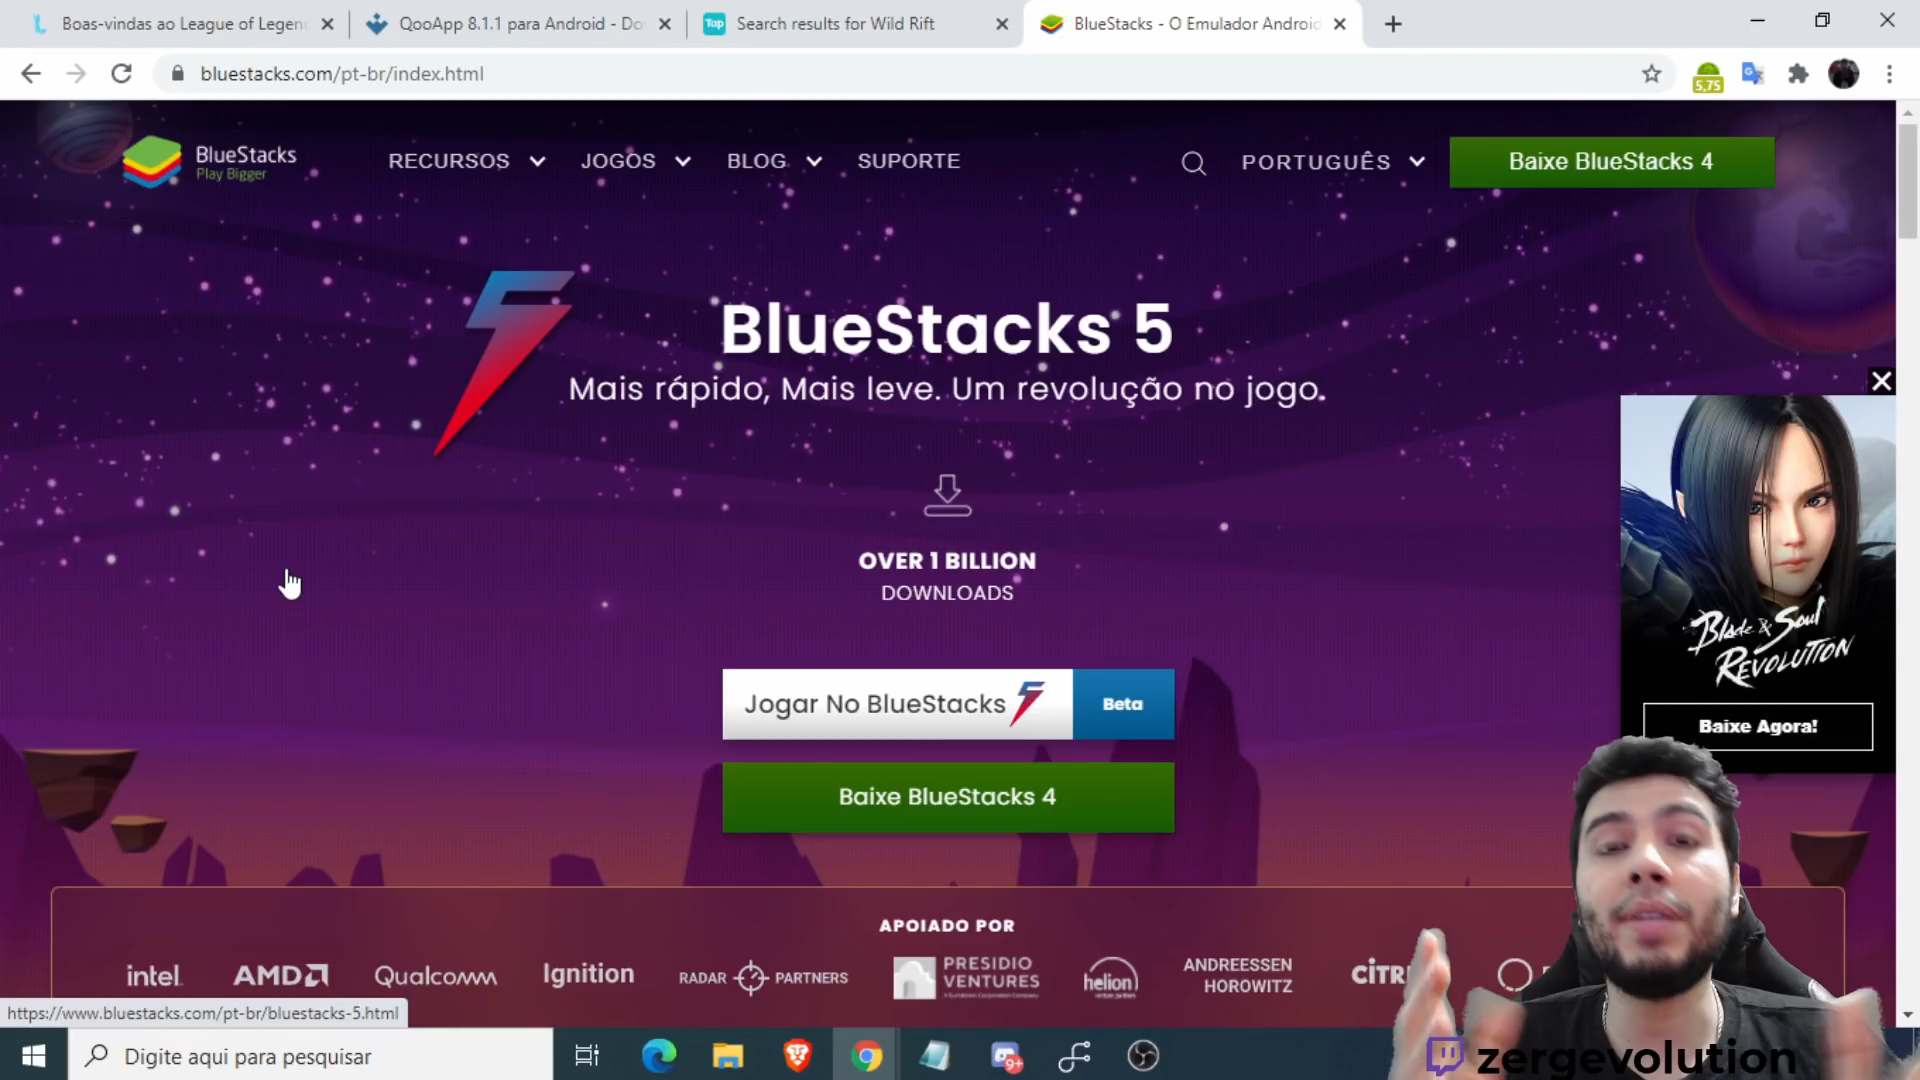 Boas-vindas ao League of Legen
QooApp 8.1.1 para Android - Do
Top
Search results for Wild Rift
BlueStacks - O Emulador Android
bluestacks.com/pt-br/index.html
5,75
BlueStacks
Play Bigger
RECURSOS
JOGOS
BLOG
SUPORTE
PORTUGUÊS
Baixe BlueStacks 4
BlueStacks 5
Mais rápido, Mais leve. Um revolução no jogo.
OVER 1 BILLION
DOWNLOADS
Jogar No BlueStacks
Beta
Baixe BlueStacks 4
Blade & Soul
REVOLUTION
Baixe Agora!
APOIADO POR
intel
AMD
Qualcomm
Ignition
RADAR PARTNERS
PRESIDIO
VENTURES
helion
ANDREESSEN
HOROWITZ
https://www.bluestacks.com/pt-br/bluestacks-5.html
Digite aqui para pesquisar
9+
zergevolution